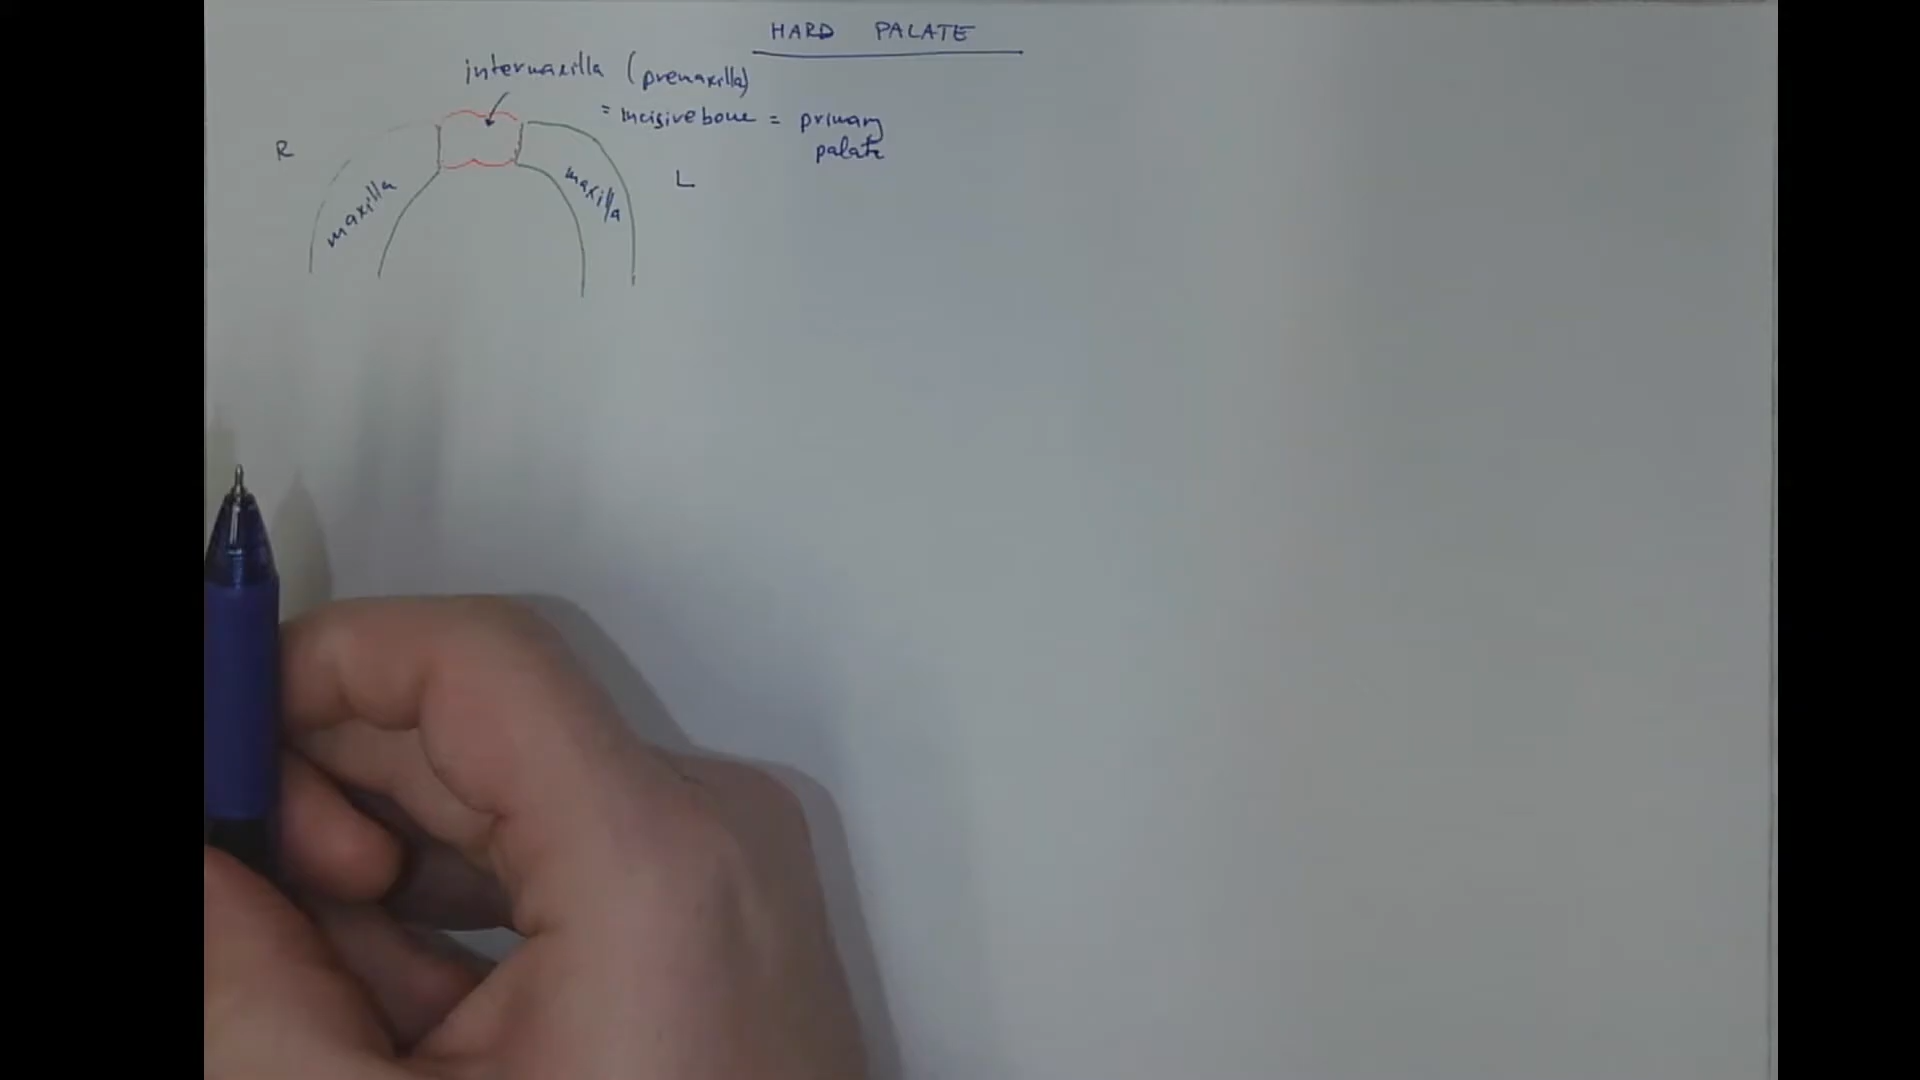 HARD PALATE
intermaxilla (premaxilla)
= incisive bone = primary
palate
R
L
maxilla
maxilla